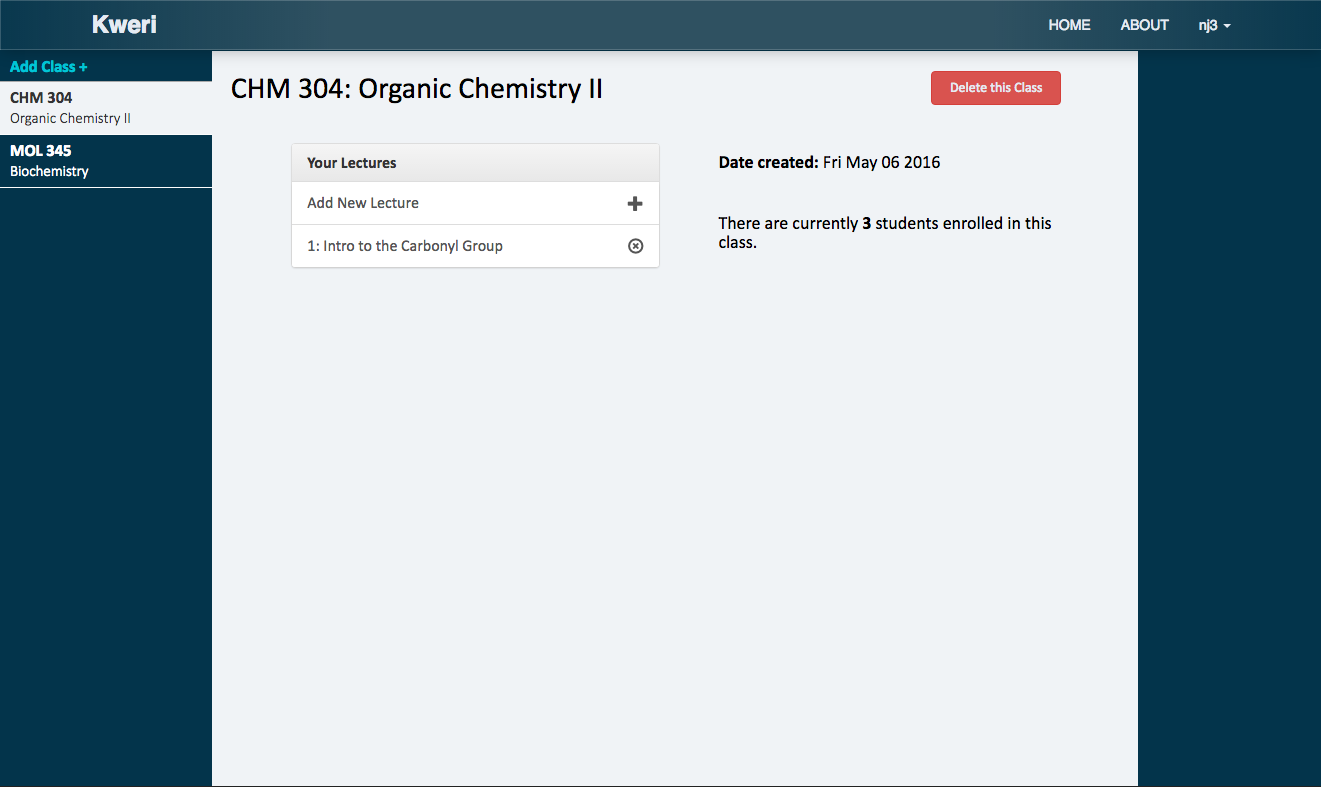 Kweri
HOME ABOUT nj3
Add Class +
CHM 304
Organic Chemistry II
MOL 345
Biochemistry
CHM 304: Organic Chemistry II
Delete this Class
Your Lectures
Add New Lecture
1: Intro to the Carbonyl Group
Date created: Fri May 06 2016
There are currently 3 students enrolled in this
class.